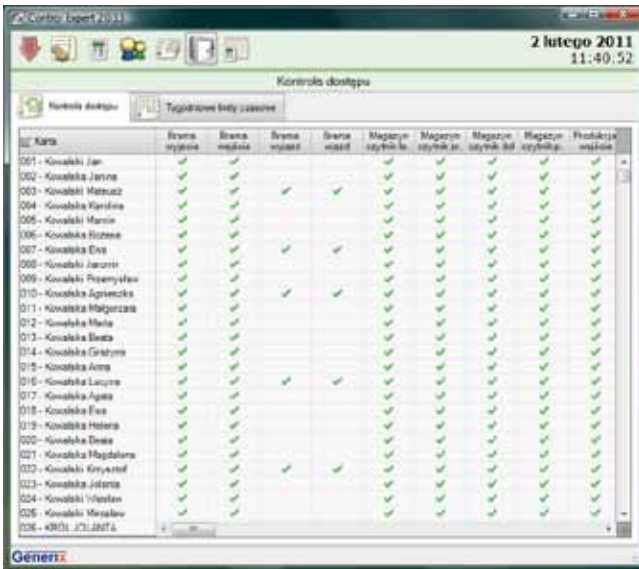 Control Expert 2011
2 lutego 2011
11:40:52
Kontrola dostępu
Kontrola dostępu
Tygodniowe listy czasowe
Karta
Brama wyjście
Brama wejście
Brama wyjazd
Brama wjazd
Magazyn czytnik
Magazyn czytnik
Magazyn czytnik
Magazyn czytnik
Produkcja wejście
001 - Kowalski Jan
002 - Kowalska Janina
003 - Kowalski Mateusz
004 - Kowalska Karolina
005 - Kowalski Marcin
006 - Kowalska Bożena
007 - Kowalska Ewa
008 - Kowalski Jaromir
009 - Kowalski Przemysław
010 - Kowalska Agnieszka
011 - Kowalska Małgorzata
012 - Kowalska Marta
013 - Kowalska Beata
014 - Kowalska Grażyna
015 - Kowalska Anna
016 - Kowalska Lucyna
017 - Kowalska Agata
018 - Kowalska Ewa
019 - Kowalska Helena
020 - Kowalska Beata
021 - Kowalska Magdalena
022 - Kowalski Krzysztof
023 - Kowalska Jolanta
024 - Kowalski Wiesław
025 - Kowalski Mirosław
026 - KRÓL JOLANTA
Generix